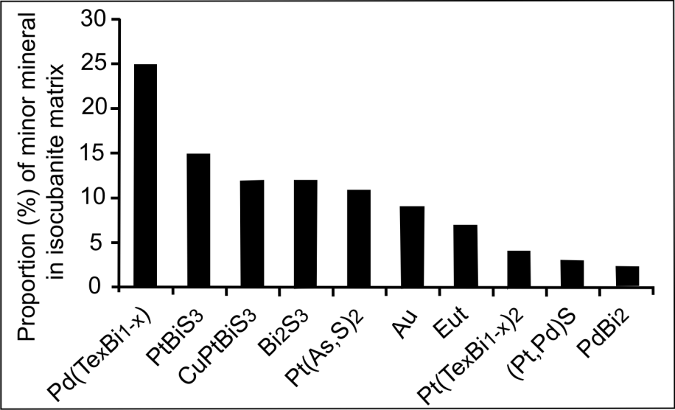 Proportion (%) of minor mineral
in isocubanite matrix
30
25
20
15
10
5
0
Pd(TexBi1-x)
PtBiS3
CuPtBiS3
Bi2S3
Pt(As,S)2
Au
Eut
Pt(TexBi1-x)2
(Pt,Pd)S
PdBi2